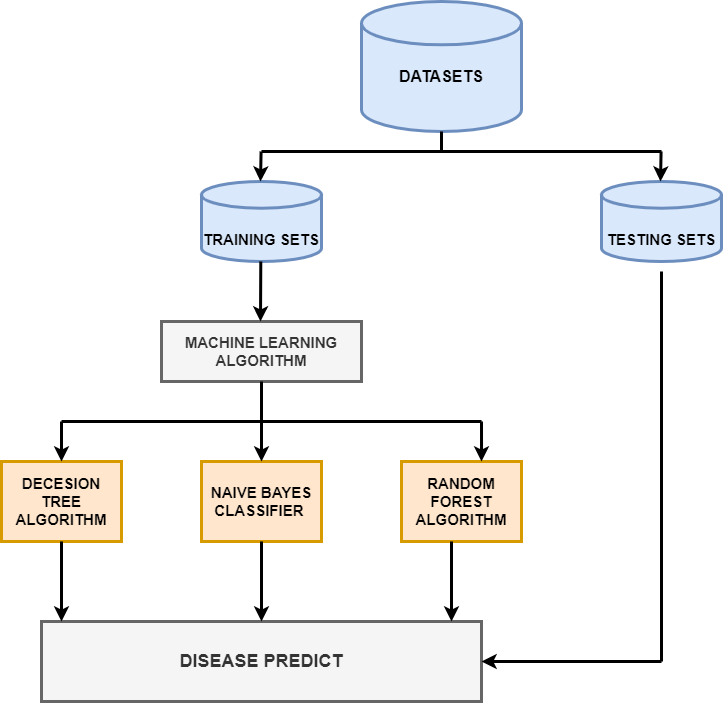 DATASETS
TRAINING SETS
TESTING SETS
MACHINE LEARNING
ALGORITHM
DECESION
TREE
ALGORITHM
NAIVE BAYES
CLASSIFIER
RANDOM
FOREST
ALGORITHM
DISEASE PREDICT